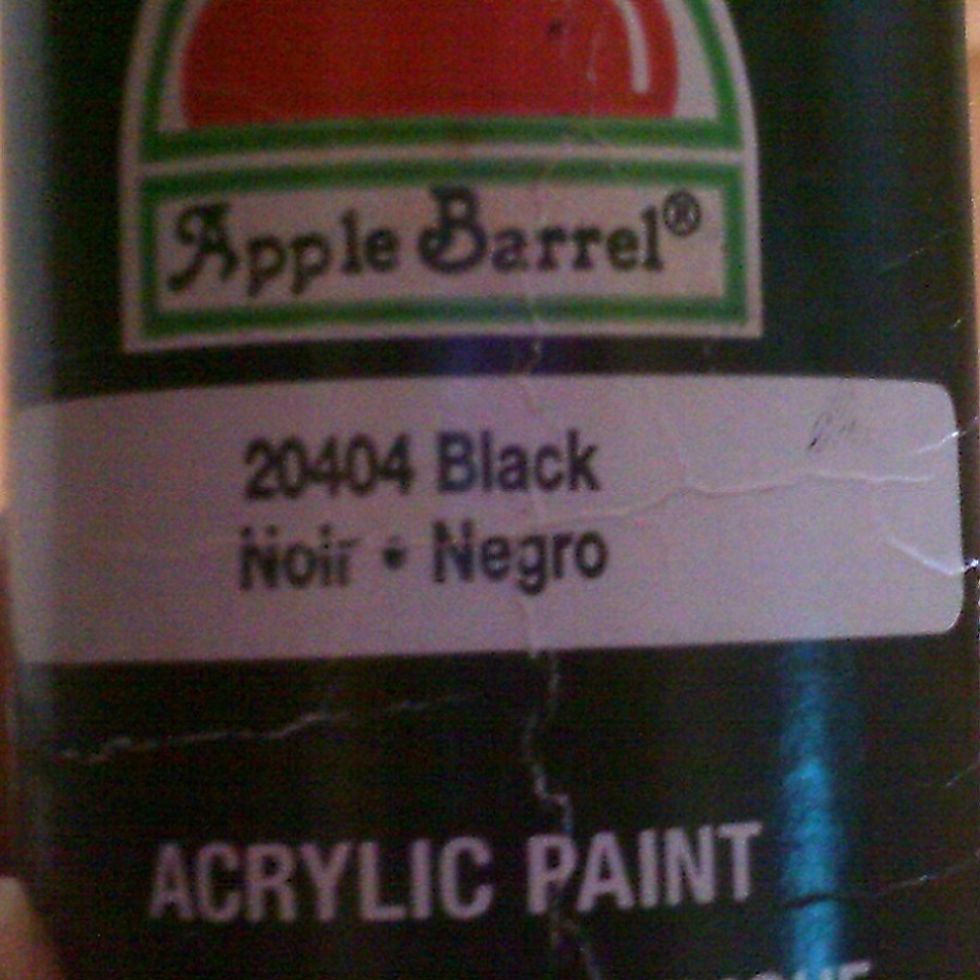 Apple Barrel®
20404 Black
Noir • Negro
ACRYLIC PAINT